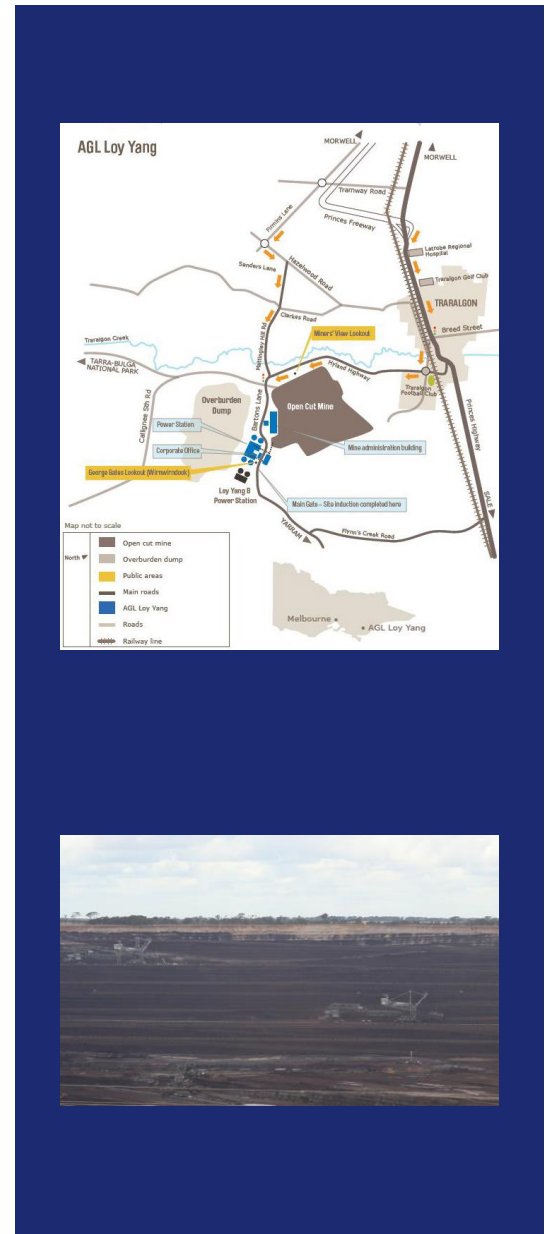 AGL Loy Yang
MORWELL
MORWELL
Tramway Road
Firmins Lane
Princes Freeway
Latrobe Regional
Hospital
Sanders Lane
Hazelwood Road
Traralgon Golf Club
TRARALGON
Clarkes Road
Breed Street
Mattingley Hill Rd
Miners' View Lookout
Traralgon Creek
TARRA-BULGA
NATIONAL PARK
Hyland Highway
Traralgon
Football Club
Callignee Sth Rd
Overburden
Dump
Bartons Lane
Open Cut Mine
Princes Highway
Power Station
Corporate Office
Mine administration building
George Bates Lookout (Wirnwirndook)
Loy Yang B
Power Station
Main Gate – Site induction completed here
SALE
YARRAM
Flynn's Creek Road
Map not to scale
North
Open cut mine
Overburden dump
Public areas
Main roads
AGL Loy Yang
Roads
Railway line
Melbourne
AGL Loy Yang